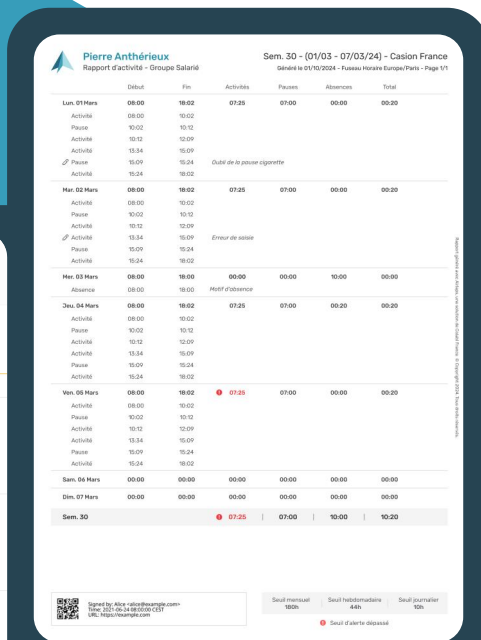 Pierre Anthérieux
Rapport d'activité - Groupe Salarié
Sem. 30 - (01/03 - 07/03/24) - Casion France
Généré le 01/10/2024 - Fuseau Horaire Europe/Paris - Page 1/1
Début Fin Activités Pauses Absences Total
Lun. 01 Mars 08:00 18:02 07:25 07:00 00:00 00:20
Activité 08:00 10:02
Pause 10:02 10:12
Activité 10:12 12:09
Activité 13:34 15:09
Pause 15:09 15:24 Oubli de la pause cigarette
Activité 15:24 18:02
Mar. 02 Mars 08:00 18:02 07:25 07:00 00:00 00:20
Activité 08:00 10:02
Pause 10:02 10:12
Activité 10:12 12:09
Activité 13:34 15:09 Erreur de saisie
Pause 15:09 15:24
Activité 15:24 18:02
Mer. 03 Mars 08:00 18:00 00:00 00:00 10:00 00:00
Absence 08:00 18:00 Motif d'absence
Jeu. 04 Mars 08:00 18:02 07:25 07:00 00:20 00:20
Activité 08:00 10:02
Pause 10:02 10:12
Activité 10:12 12:09
Activité 13:34 15:09
Pause 15:09 15:24
Activité 15:24 18:02
Ven. 05 Mars 08:00 18:02 07:25 07:00 00:00 00:20
Activité 08:00 10:02
Pause 10:02 10:12
Activité 10:12 12:09
Activité 13:34 15:09
Pause 15:09 15:24
Activité 15:24 18:02
Sam. 06 Mars 00:00 00:00 00:00 00:00 00:00 00:00
Dim. 07 Mars 00:00 00:00 00:00 00:00 00:00 00:00
Sem. 30 07:25 | 07:00 | 10:00 | 10:20
Signed by: Alice <alice@example.com>
Time: 2021-06-24 08:00:00 CEST
URL: https://example.com
Seuil mensuel Seuil hebdomadaire Seuil journalier
180h 44h 10h
Seuil d'alerte dépassé